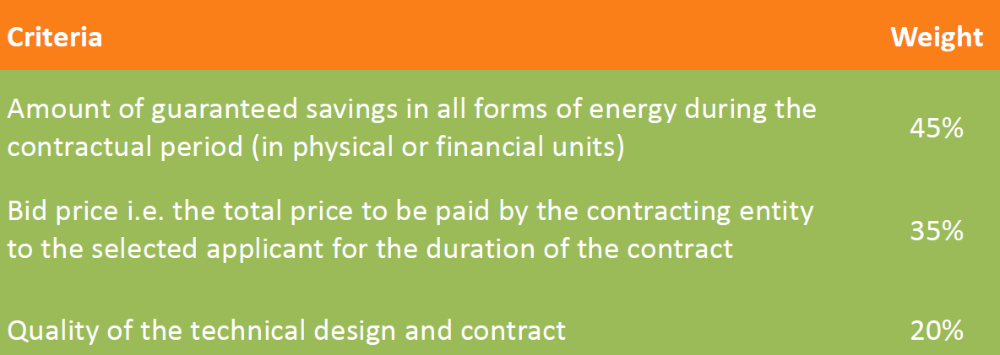 Criteria Weight
Amount of guaranteed savings in all forms of energy during the
contractual period (in physical or financial units)
45%
Bid price i.e. the total price to be paid by the contracting entity
to the selected applicant for the duration of the contract
35%
Quality of the technical design and contract 20%